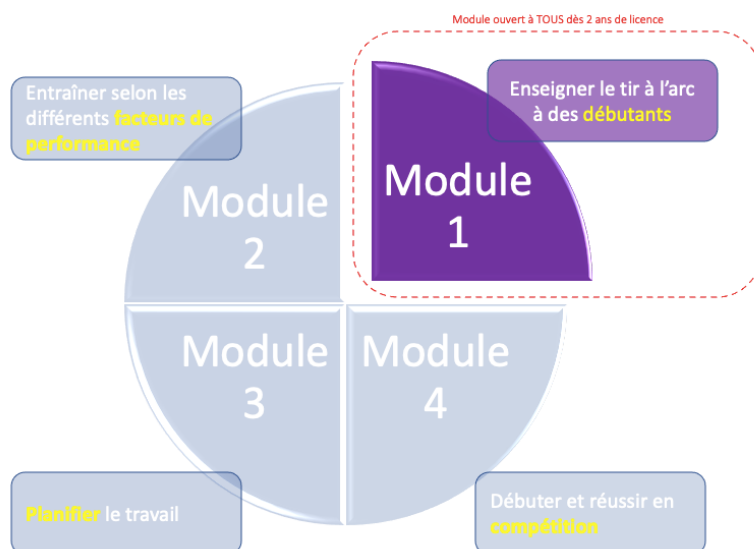 Module ouvert à TOUS dès 2 ans de licence
Entraîner selon les
différents facteurs de
performance
Enseigner le tir à l’arc
à des débutants
Module
2
Module
1
Module
3
Module
4
Planifier le travail
Débuter et réussir en
compétition